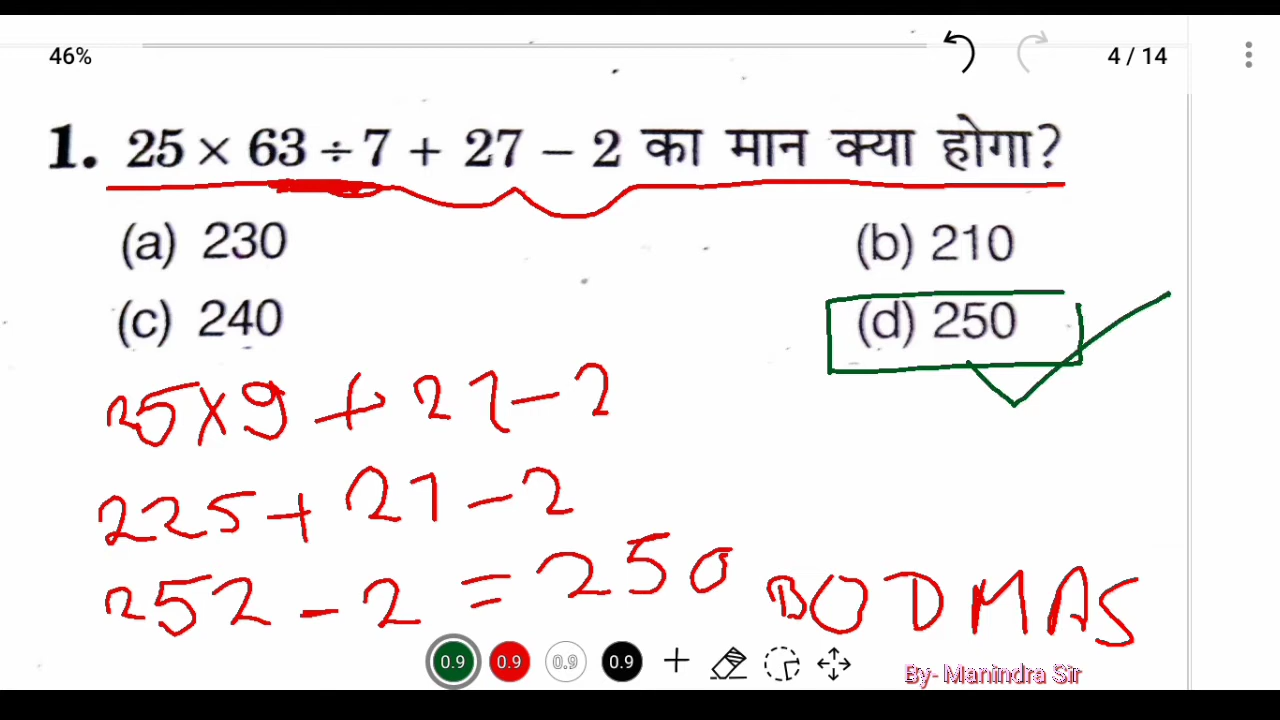 46%
4 / 14
1. 25 × 63 ÷ 7 + 27 − 2 का मान क्या होगा?
(a) 230
(b) 210
(c) 240
(d) 250
25 × 9 + 27 − 2
225 + 27 − 2
252 − 2 = 250
BODMAS
0.9 0.9 0.9 0.9
By- Manindra Sir